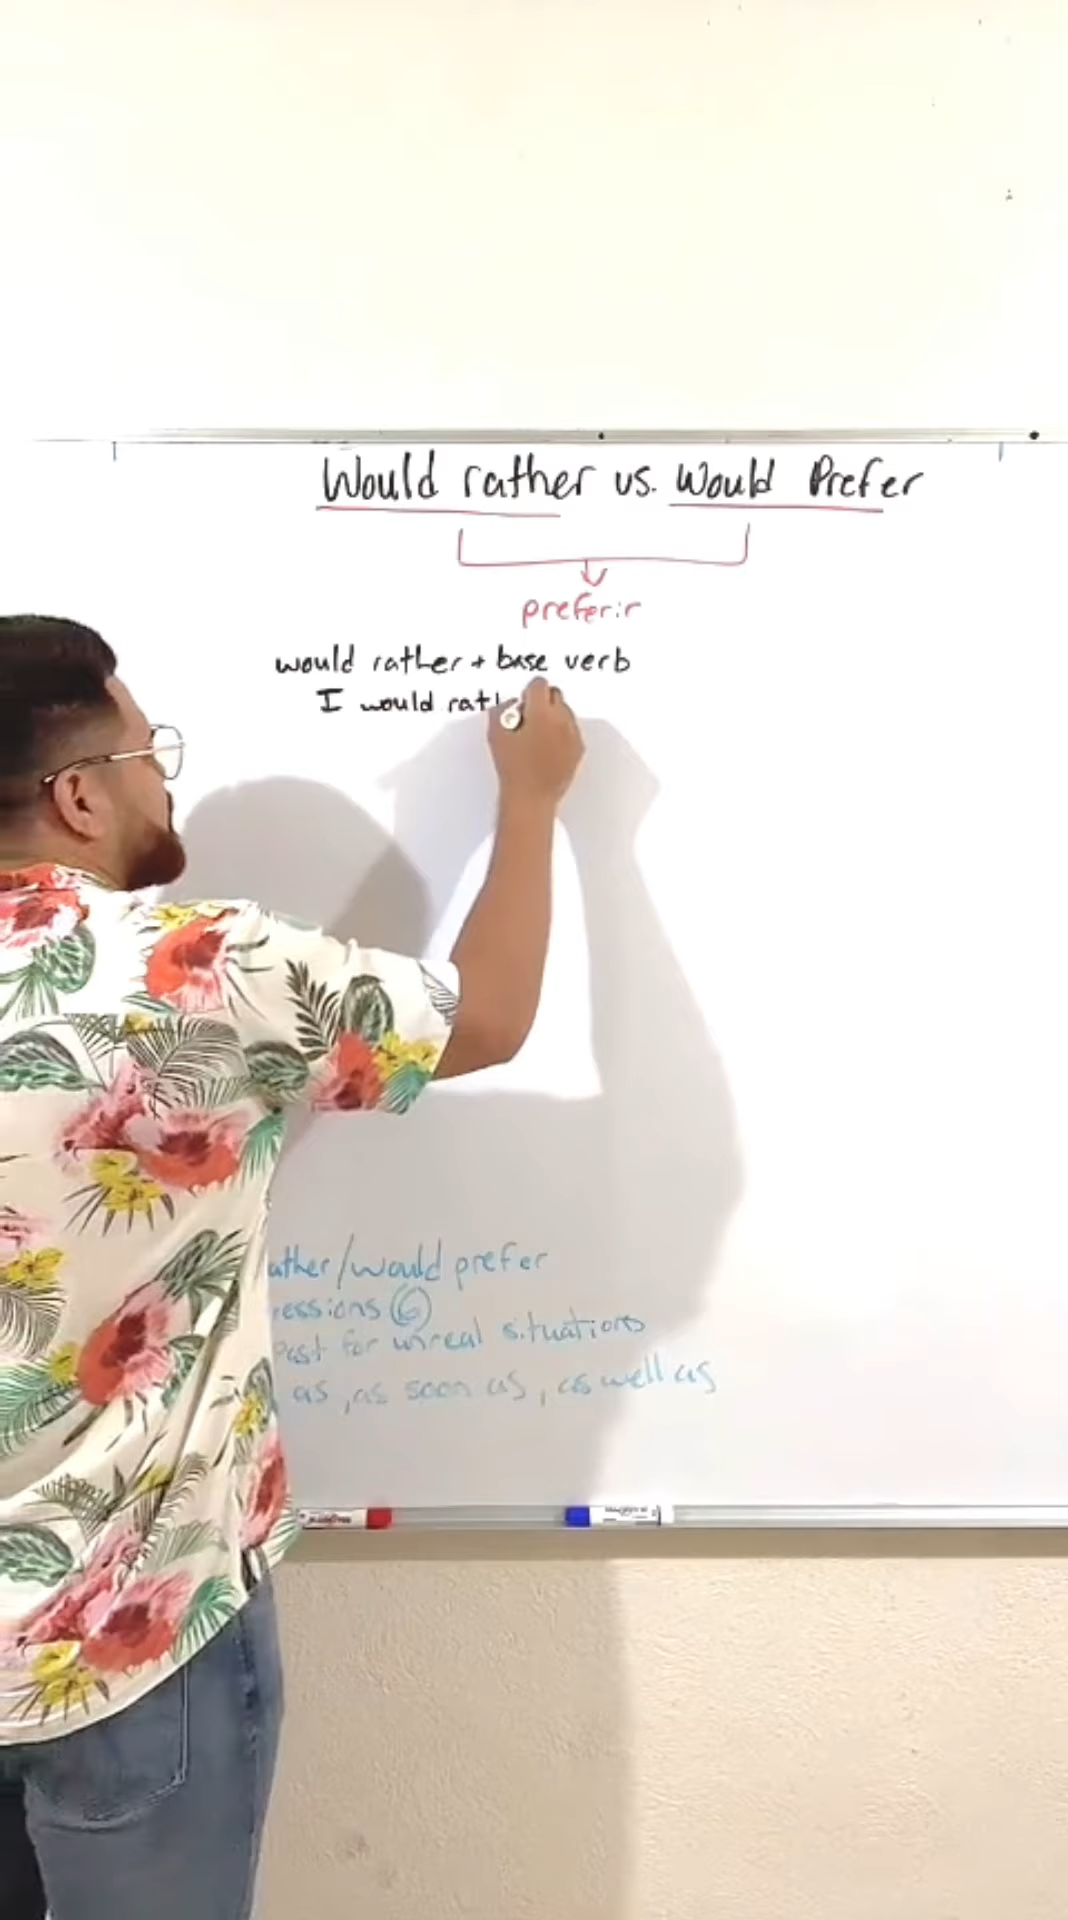 Would rather vs. Would Prefer
preferir
would rather + base verb
I would rath
ather/would prefer
ressions 6
Past for unreal situations
as, as soon as, as well as